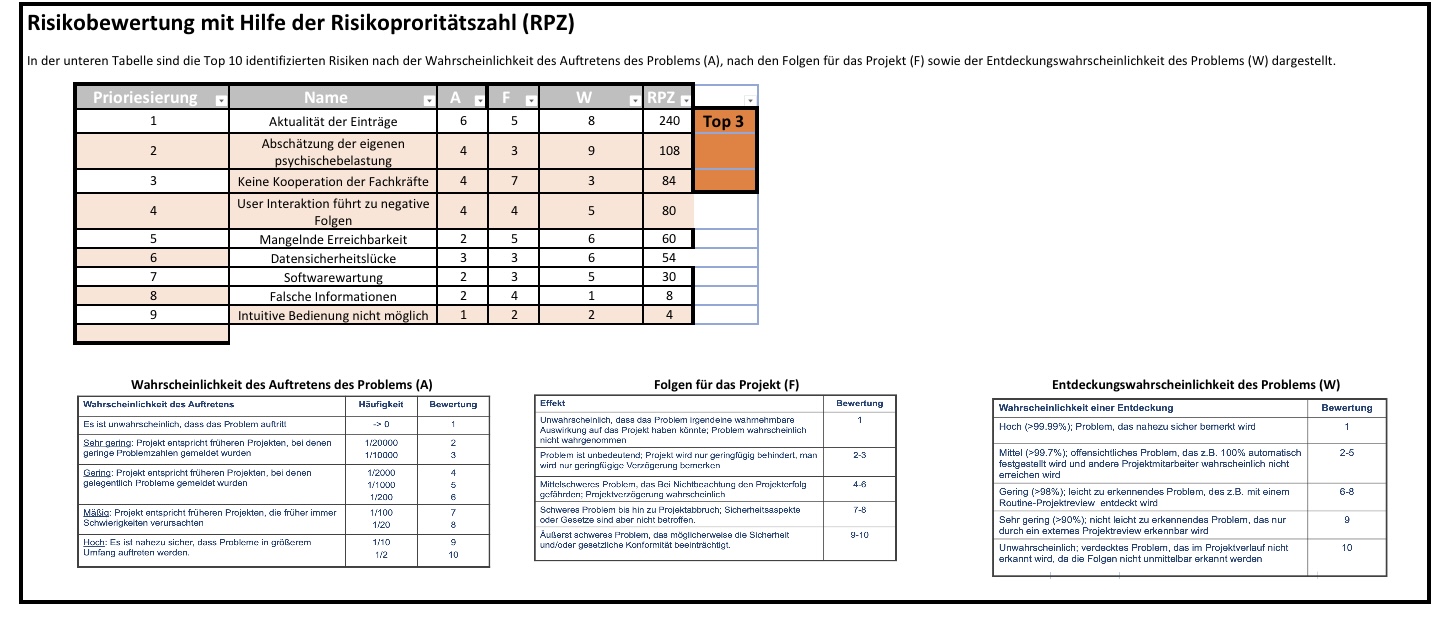 Risikobewertung mit Hilfe der Risikoproritätszahl (RPZ)
In der unteren Tabelle sind die Top 10 identifizierten Risiken nach der Wahrscheinlichkeit des Auftretens des Problems (A), nach den Folgen für das Projekt (F) sowie der Entdeckungswahrscheinlichkeit des Problems (W) dargestellt.
Prioriesierung Name A F W RPZ
1 Aktualität der Einträge 6 5 8 240 Top 3
2 Abschätzung der eigenen 4 3 9 108
psychischebelastung
3 Keine Kooperation der Fachkräfte 4 7 3 84
4 User Interaktion führt zu negative 4 4 5 80
Folgen
5 Mangelnde Erreichbarkeit 2 5 6 60
6 Datensicherheitslücke 3 3 6 54
7 Softwarewartung 2 3 5 30
8 Falsche Informationen 2 4 1 8
9 Intuitive Bedienung nicht möglich 1 2 2 4
Wahrscheinlichkeit des Auftretens des Problems (A)
Wahrscheinlichkeit des Auftretens Häufigkeit Bewertung
Es ist unwahrscheinlich, dass das Problem auftritt -> 0 1
Sehr gering: Projekt entspricht früheren Projekten, bei denen 1/20000 2
geringe Problemzahlen gemeldet wurden 1/10000 3
Gering: Projekt entspricht früheren Projekten, bei denen 1/2000 4
gelegentlich Probleme gemeldet wurden 1/1000 5
1/200 6
Mäßig: Projekt entspricht früheren Projekten, die früher immer 1/100 7
Schwierigkeiten verursachten 1/20 8
Hoch: Es ist nahezu sicher, dass Probleme in größerem 1/10 9
Umfang auftreten werden. 1/2 10
Folgen für das Projekt (F)
Effekt Bewertung
Unwahrscheinlich, dass das Problem irgendeine wahrnehmbare 1
Auswirkung auf das Projekt haben könnte; Problem wahrscheinlich
nicht wahrgenommen
Problem ist unbedeutend; Projekt wird nur geringfügig behindert, man 2-3
wird nur geringfügige Verzögerung bemerken
Mittelschweres Problem, das Bei Nichtbeachtung den Projekterfolg 4-6
gefährden; Projektverzögerung wahrscheinlich
Schweres Problem bis hin zu Projektabbruch; Sicherheitsaspekte 7-8
oder Gesetze sind aber nicht betroffen.
Äußerst schweres Problem, das möglicherweise die Sicherheit 9-10
und/oder gesetzliche Konformität beeinträchtigt.
Entdeckungswahrscheinlichkeit des Problems (W)
Wahrscheinlichkeit einer Entdeckung Bewertung
Hoch (>99.99%); Problem, das nahezu sicher bemerkt wird 1
Mittel (>99.7%); offensichtliches Problem, das z.B. 100% automatisch 2-5
festgestellt wird und andere Projektmitarbeiter wahrscheinlich nicht
erreichen wird
Gering (>98%); leicht zu erkennendes Problem, des z.B. mit einem 6-8
Routine-Projektreview entdeckt wird
Sehr gering (>90%); nicht leicht zu erkennendes Problem, das nur 9
durch ein externes Projektreview erkennbar wird
Unwahrscheinlich; verdecktes Problem, das im Projektverlauf nicht 10
erkannt wird, da die Folgen nicht unmittelbar erkannt werden